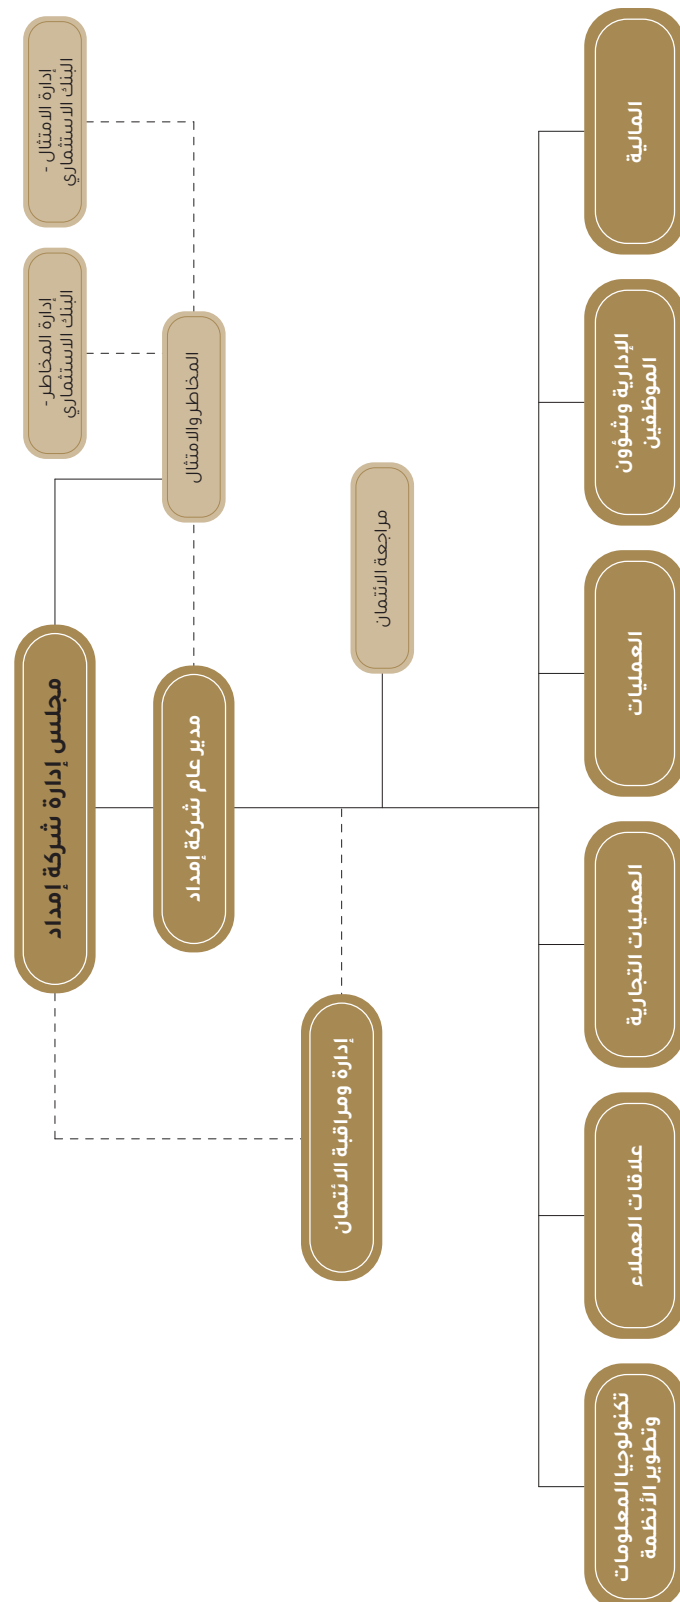 إدارة الامتثال -
البنك الاستثماري
إدارة المخاطر -
البنك الاستثماري
المخاطر والامتثال
مراجعة الائتمان
مجلس إدارة شركة إمداد
مدير عام شركة إمداد
إدارة ومراقبة الائتمان
المالية
الإدارية وشؤون
الموظفين
العمليات
العمليات التجارية
علاقات العملاء
تكنولوجيا المعلومات
وتطوير الأنظمة